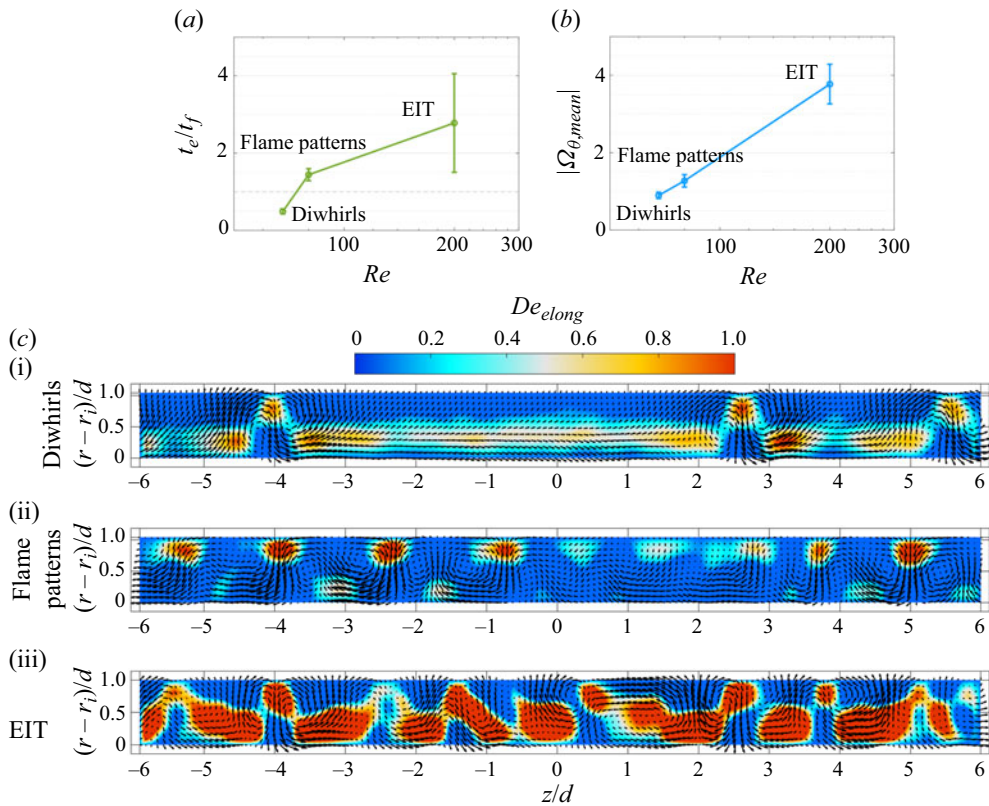 (a)
4
2
0
t_e/t_f
EIT
Flame patterns
Diwhirls
100
200
300
Re
(b)
4
2
0
|Ω_{θ,mean}|
EIT
Flame patterns
Diwhirls
100
200
300
Re
De_{elong}
(c)
0
0.2
0.4
0.6
0.8
1.0
(i)
Diwhirls
(r – r_i)/d
1.0
0.5
0
–6 –5 –4 –3 –2 –1 0 1 2 3 4 5 6
(ii)
Flame
patterns
(r – r_i)/d
1.0
0.5
0
–6 –5 –4 –3 –2 –1 0 1 2 3 4 5 6
(iii)
EIT
(r – r_i)/d
1.0
0.5
0
–6 –5 –4 –3 –2 –1 0 1 2 3 4 5 6
z/d